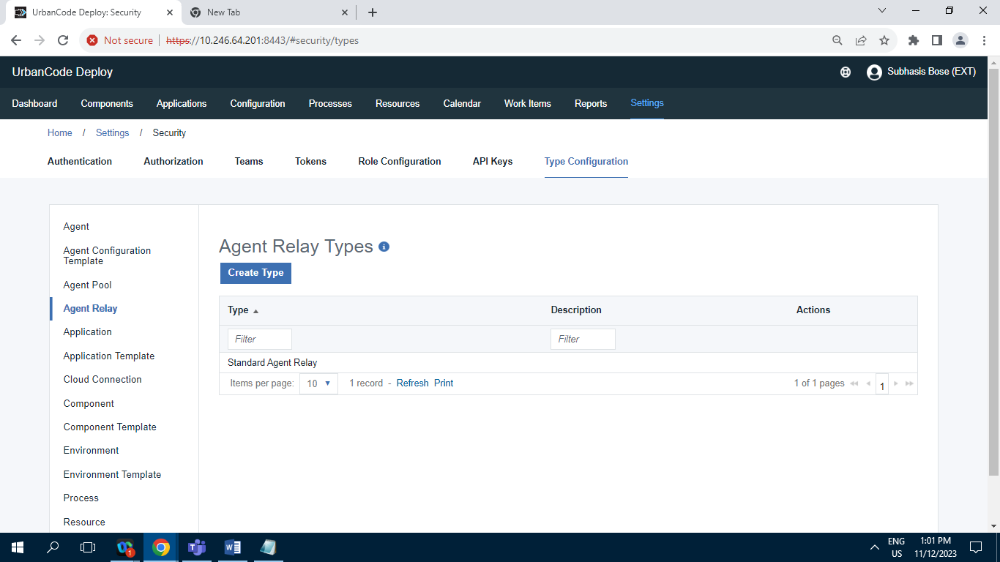 UrbanCode Deploy: Security
New Tab
Not secure
https://10.246.64.201:8443/#security/types
UrbanCode Deploy
Subhasis Bose (EXT)
Dashboard Components Applications Configuration Processes Resources Calendar Work Items Reports Settings
Home / Settings / Security
Authentication Authorization Teams Tokens Role Configuration API Keys Type Configuration
Agent
Agent Configuration
Template
Agent Pool
Agent Relay
Application
Application Template
Cloud Connection
Component
Component Template
Environment
Environment Template
Process
Resource
Agent Relay Types
Create Type
Type Description Actions
Filter Filter
Standard Agent Relay
Items per page: 10 1 record - Refresh Print 1 of 1 pages 1
1
ENG
US
1:01 PM
11/12/2023